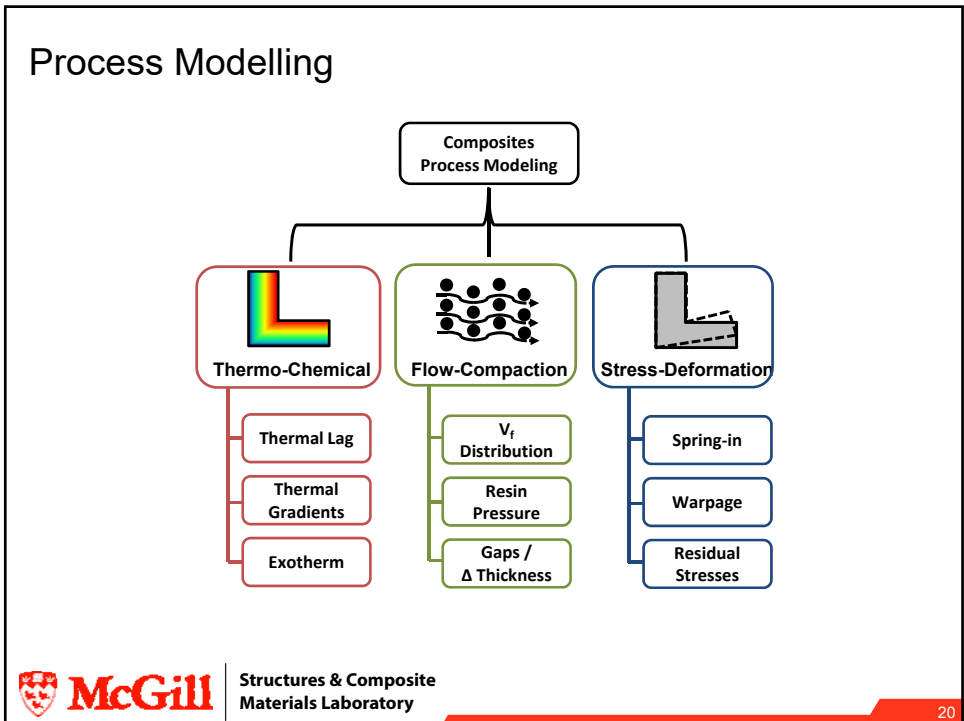 Process Modelling
Composites
Process Modeling
Thermo-Chemical
Thermal Lag
Thermal
Gradients
Exotherm
Flow-Compaction
Vf
Distribution
Resin
Pressure
Gaps /
Δ Thickness
Stress-Deformation
Spring-in
Warpage
Residual
Stresses
McGill
Structures & Composite
Materials Laboratory
20